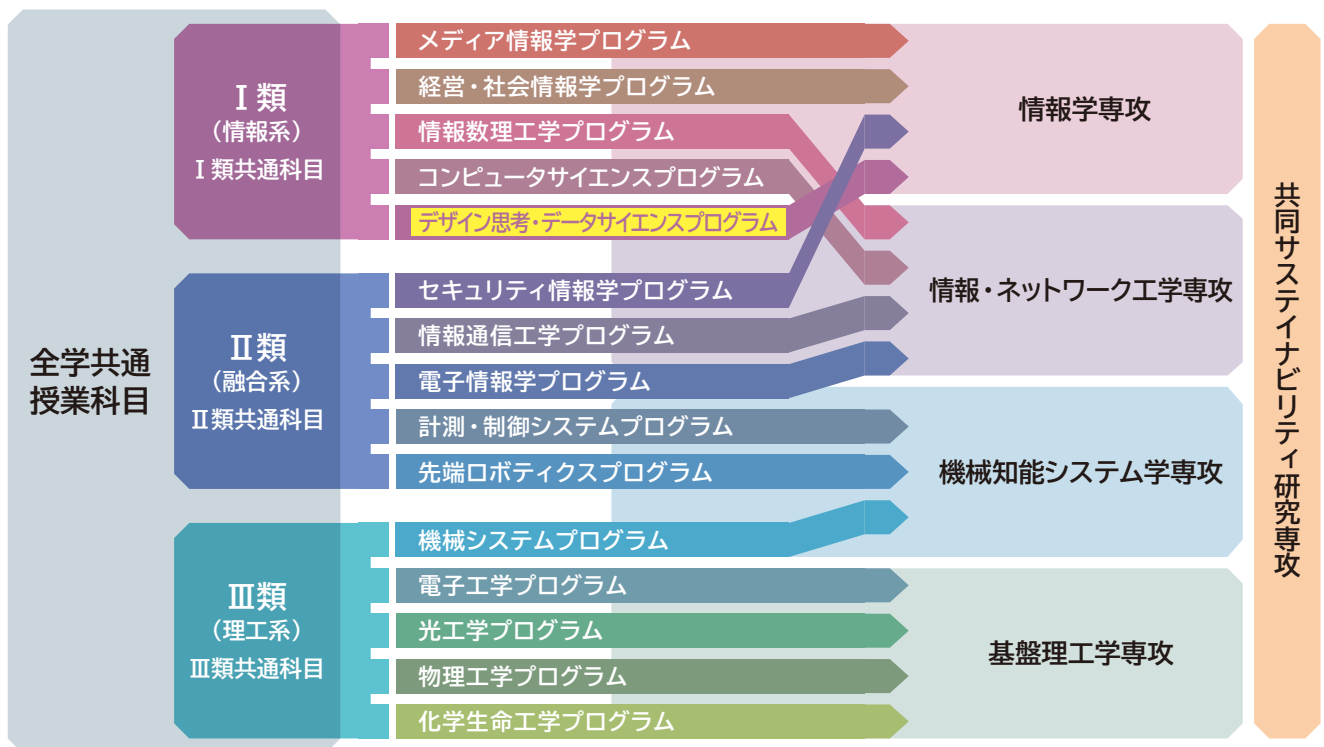 全学共通
授業科目
Ⅰ類
（情報系）
Ⅰ類共通科目
メディア情報学プログラム
経営・社会情報学プログラム
情報数理工学プログラム
コンピュータサイエンスプログラム
デザイン思考・データサイエンスプログラム
Ⅱ類
（融合系）
Ⅱ類共通科目
セキュリティ情報学プログラム
情報通信工学プログラム
電子情報学プログラム
計測・制御システムプログラム
先端ロボティクスプログラム
Ⅲ類
（理工系）
Ⅲ類共通科目
機械システムプログラム
電子工学プログラム
光工学プログラム
物理工学プログラム
化学生命工学プログラム
情報学専攻
情報・ネットワーク工学専攻
機械知能システム学専攻
基盤理工学専攻
共同サステイナビリティ研究専攻